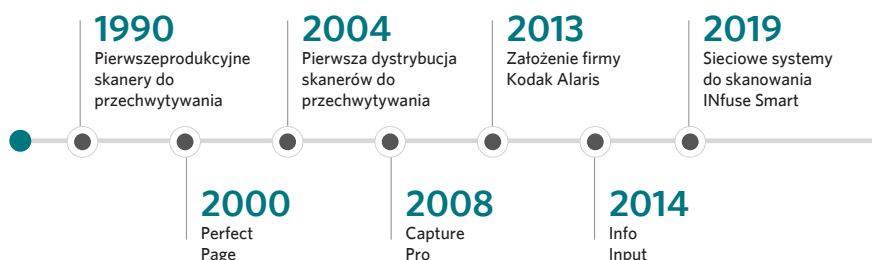 1990
Pierwszeprodukcyjne
skanery do
przechwytywania
2000
Perfect
Page
2004
Pierwsza dystrybucja
skanerów do
przechwytywania
2008
Capture
Pro
2013
Założenie firmy
Kodak Alaris
2014
Info
Input
2019
Sieciowe systemy
do skanowania
INfuse Smart